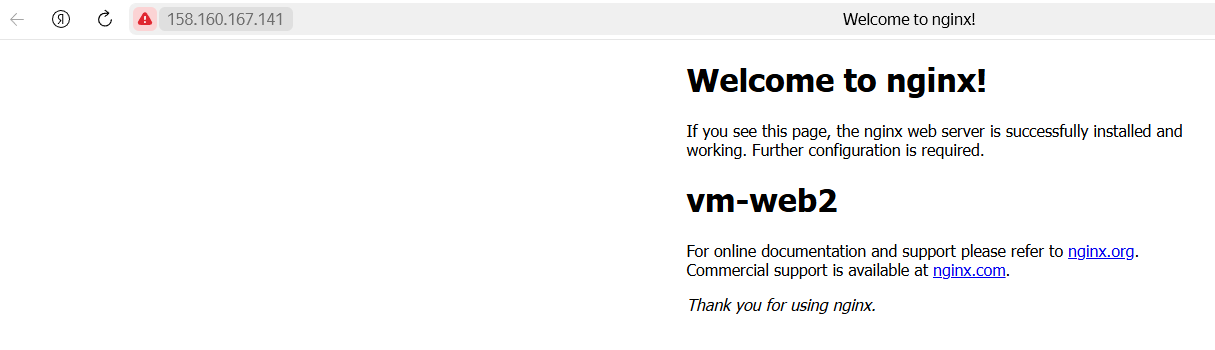 Я
158.160.167.141
Welcome to nginx!
Welcome to nginx!
If you see this page, the nginx web server is successfully installed and
working. Further configuration is required.
vm-web2
For online documentation and support please refer to nginx.org.
Commercial support is available at nginx.com.
Thank you for using nginx.